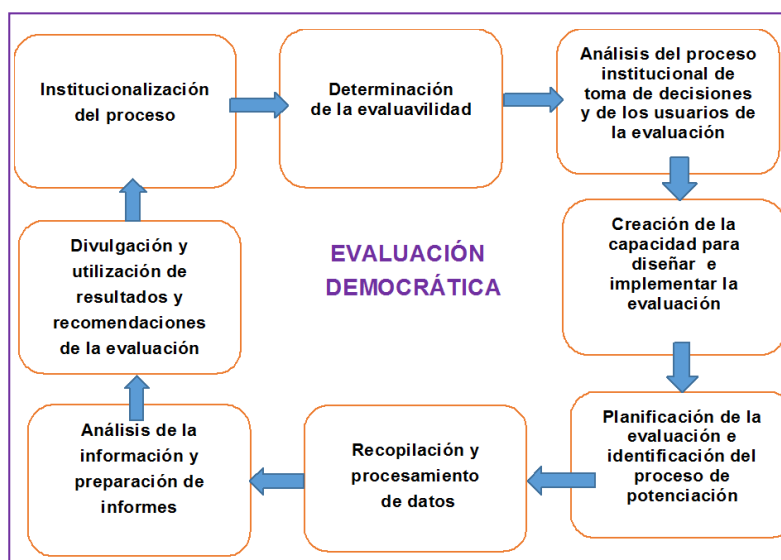 Institucionalización
del proceso
Determinación
de la evaluavilidad
Análisis del proceso
institucional de
toma de decisiones
y de los usuarios de
la evaluación
Creación de la
capacidad para
diseñar e
implementar la
evaluación
Planificación de la
evaluación e
identificación del
proceso de
potenciación
Recopilación y
procesamiento
de datos
Análisis de la
información y
preparación de
informes
Divulgación y
utilización de
resultados y
recomendaciones
de la evaluación
EVALUACIÓN
DEMOCRÁTICA